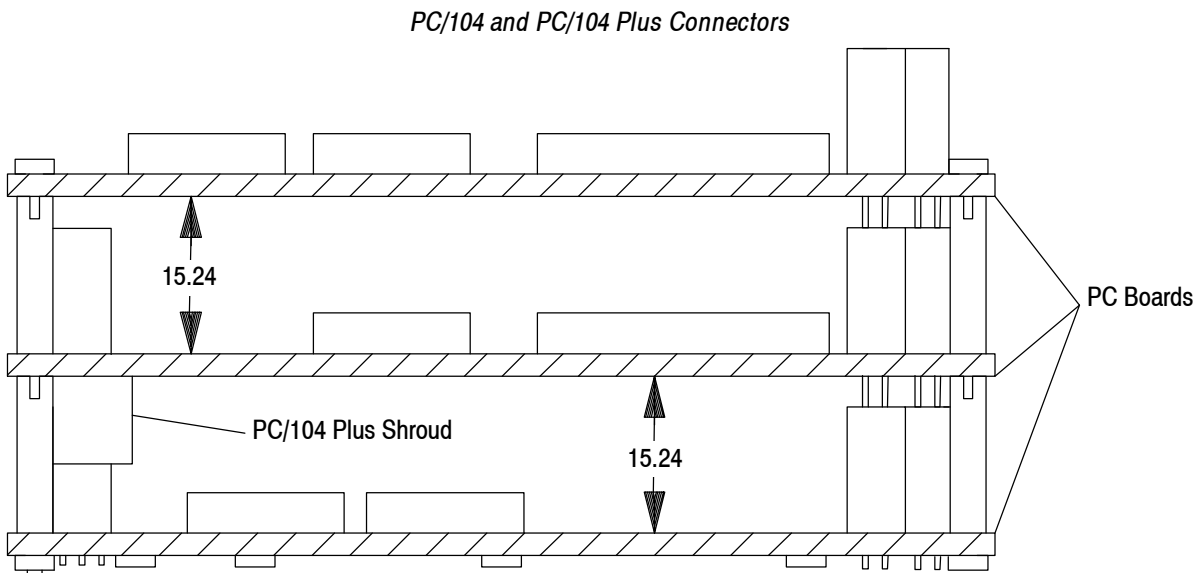 PC/104 and PC/104 Plus Connectors
15.24
PC Boards
PC/104 Plus Shroud
15.24